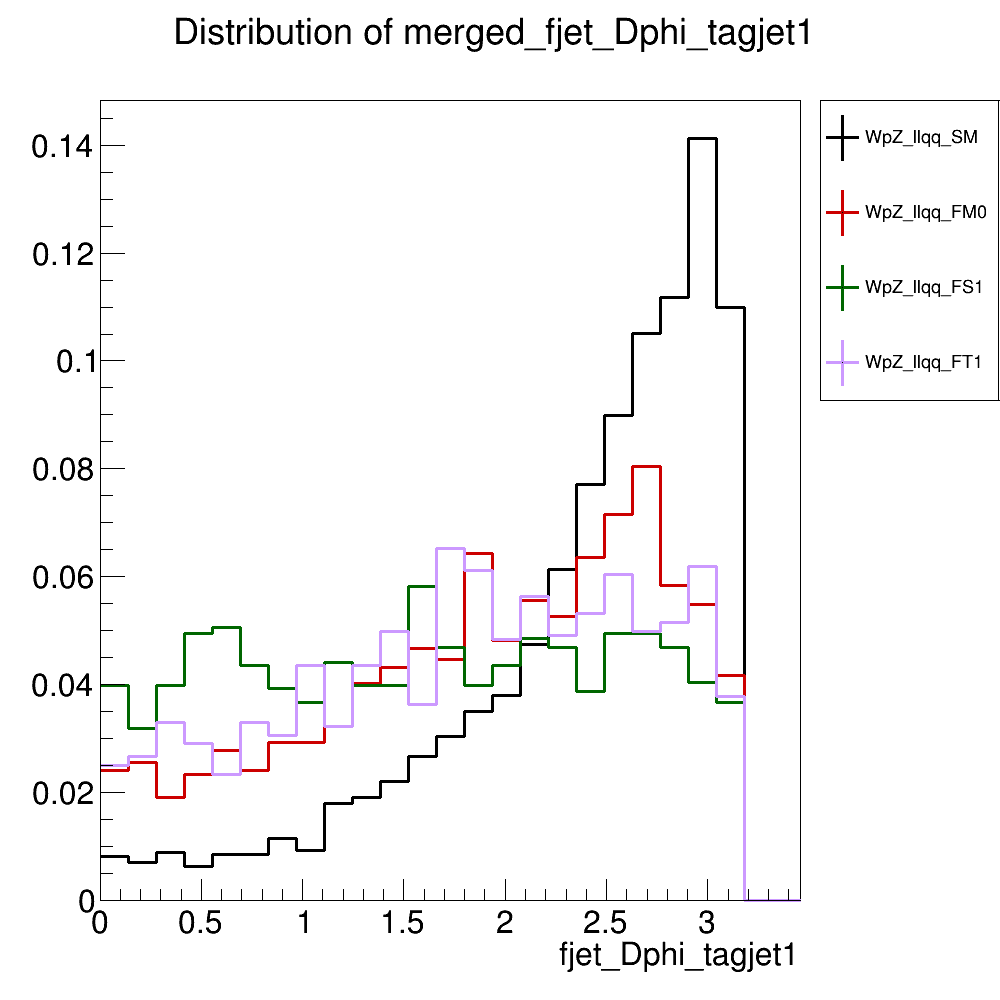 Distribution of merged_fjet_Dphi_tagjet1
0.14
0.12
0.1
0.08
0.06
0.04
0.02
0
0 0.5 1 1.5 2 2.5 3
fjet_Dphi_tagjet1
WpZ_llqq_SM
WpZ_llqq_FM0
WpZ_llqq_FS1
WpZ_llqq_FT1